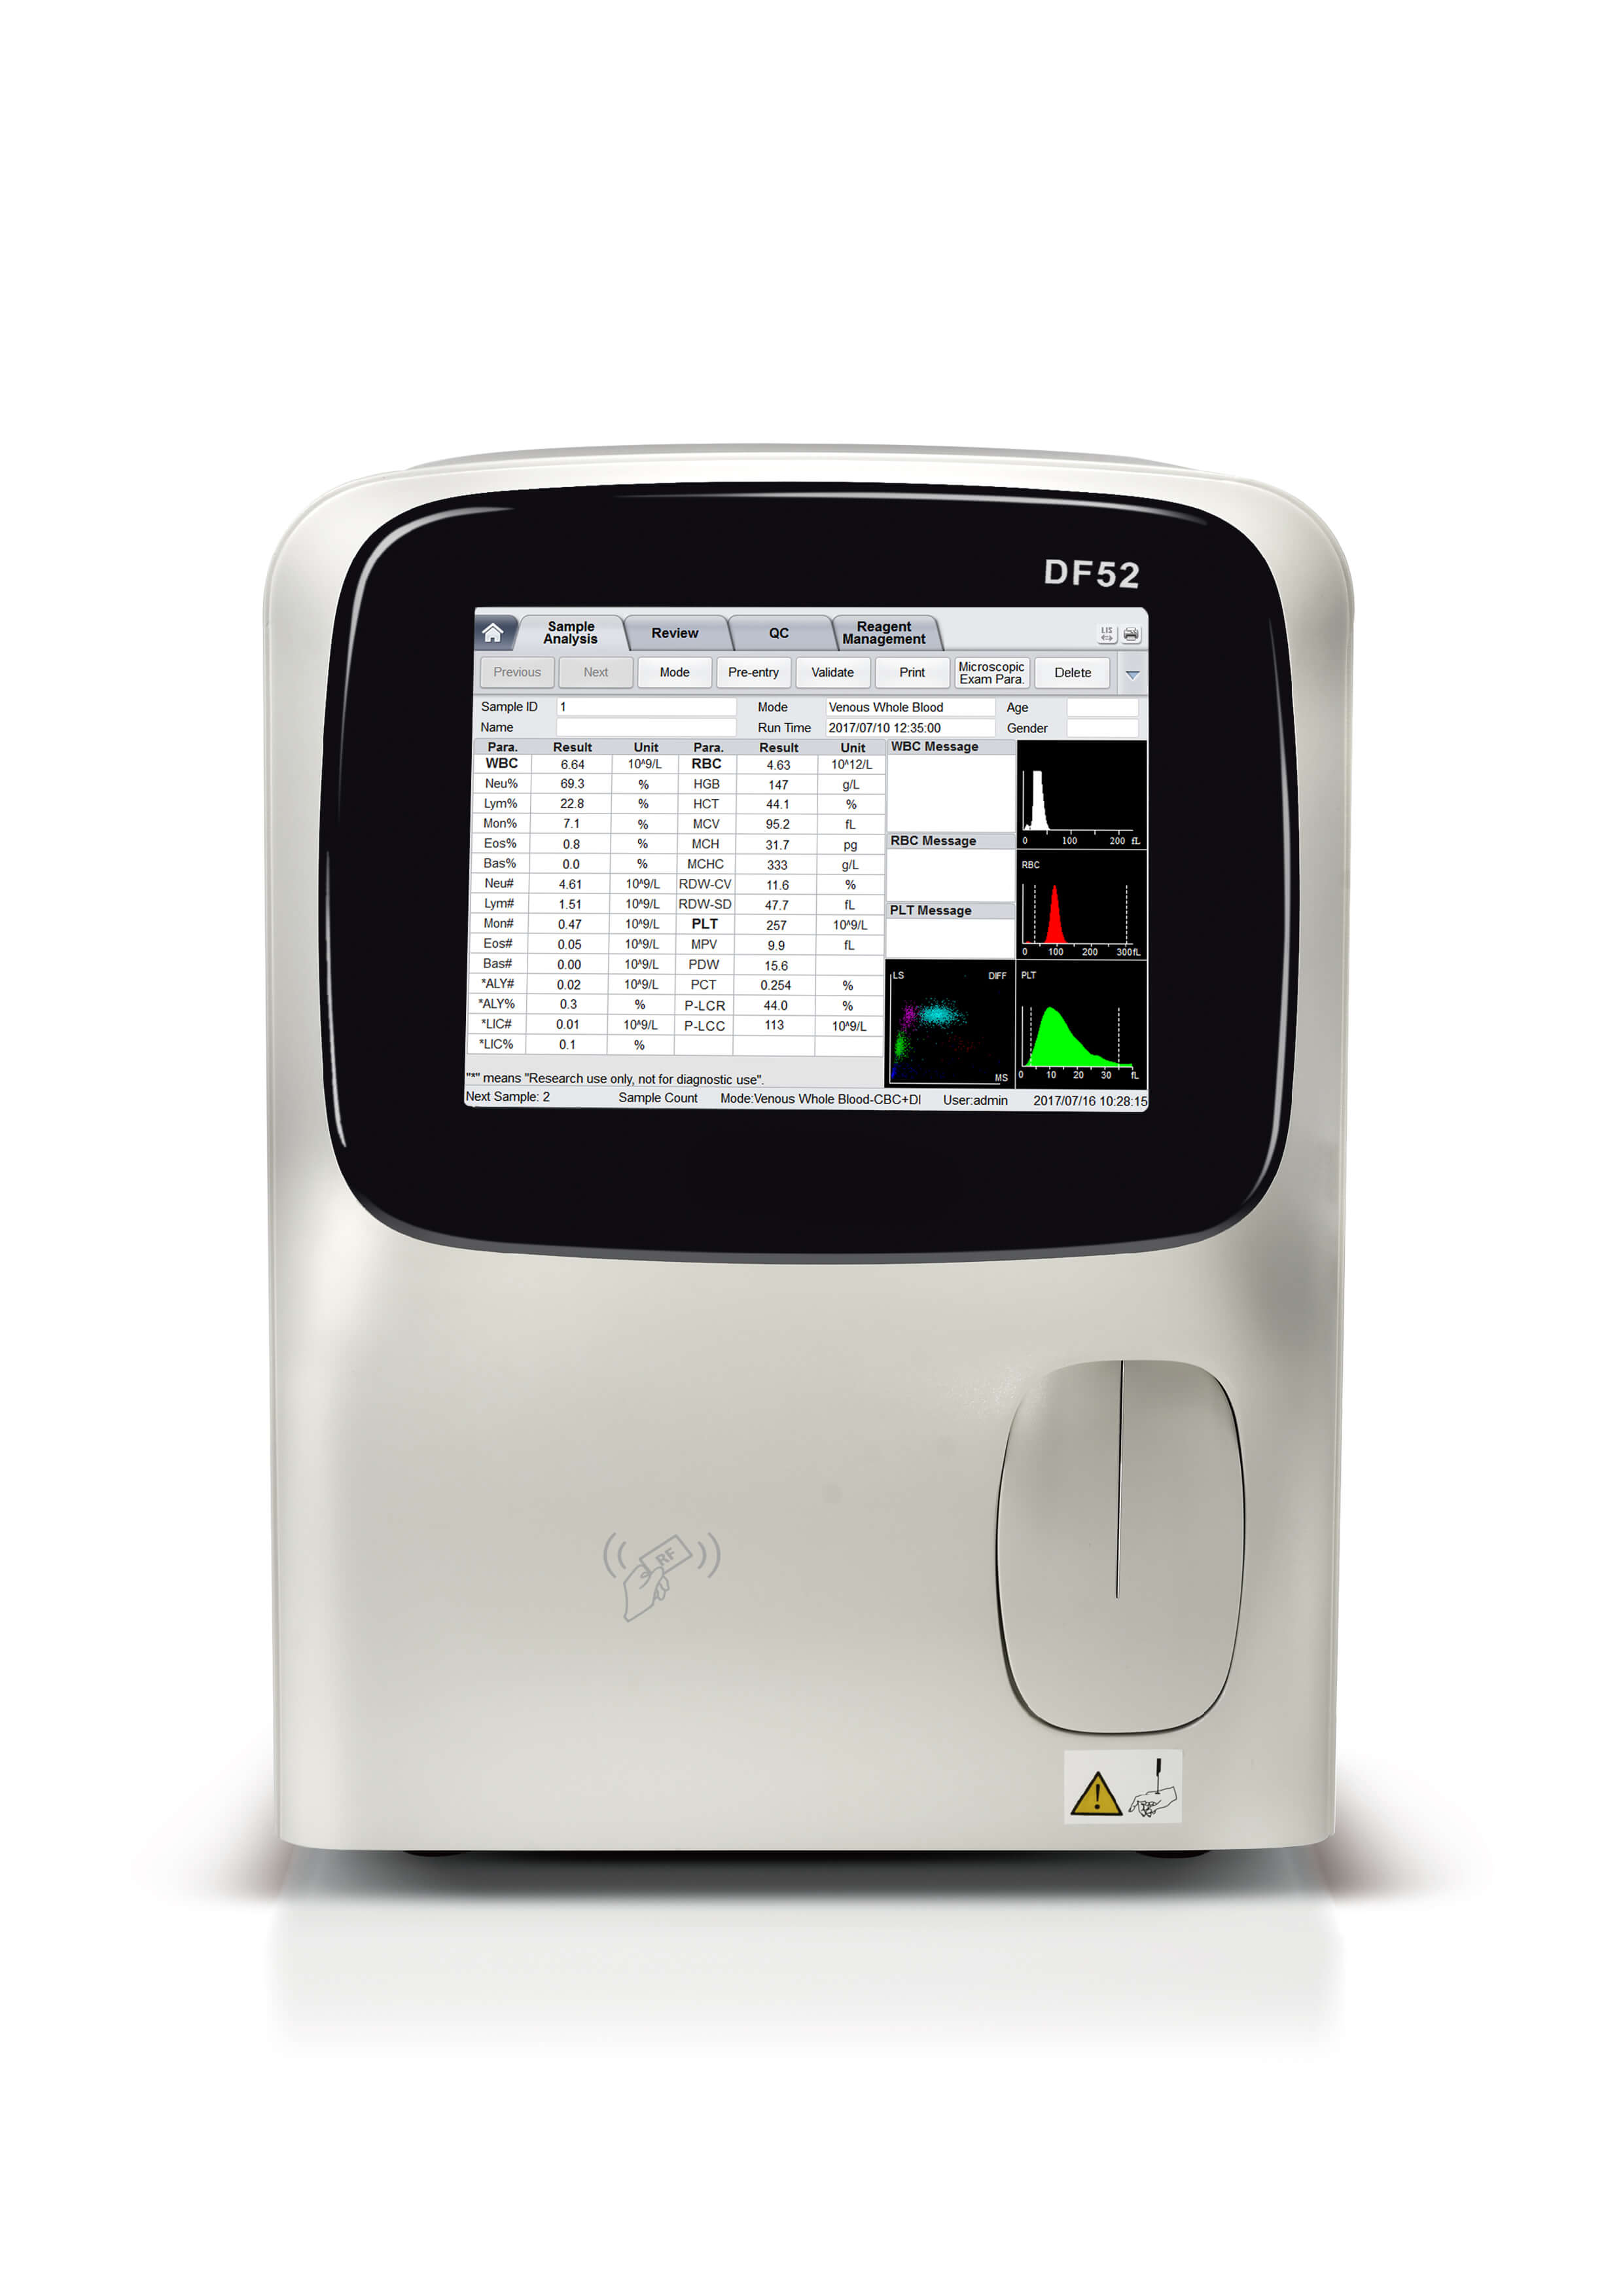 DF52
Sample Analysis Review QC Reagent Management LIS
Previous Next Mode Pre-entry Validate Print Microscopic Exam Para. Delete
Sample ID 1 Mode Venous Whole Blood Age
Name Run Time 2017/07/10 12:35:00 Gender
Para. Result Unit Para. Result Unit WBC Message
WBC 6.64 10^9/L RBC 4.63 10^12/L
Neu% 69.3 % HGB 147 g/L
Lym% 22.8 % HCT 44.1 %
Mon% 7.1 % MCV 95.2 fL
0 100 200 fL
Eos% 0.8 % MCH 31.7 pg RBC Message
Bas% 0.0 % MCHC 333 g/L RBC
Neu# 4.61 10^9/L RDW-CV 11.6 %
Lym# 1.51 10^9/L RDW-SD 47.7 fL PLT Message
Mon# 0.47 10^9/L PLT 257 10^9/L
Eos# 0.05 10^9/L MPV 9.9 fL 0 100 200 300fL
Bas# 0.00 10^9/L PDW 15.6 LS DIFF PLT
*ALY# 0.02 10^9/L PCT 0.254 %
*ALY% 0.3 % P-LCR 44.0 %
*LIC# 0.01 10^9/L P-LCC 113 10^9/L
*LIC% 0.1 %
"*" means "Research use only, not for diagnostic use". MS 0 10 20 30 fL
Next Sample: 2 Sample Count Mode:Venous Whole Blood-CBC+DI User:admin 2017/07/16 10:28:15
RF